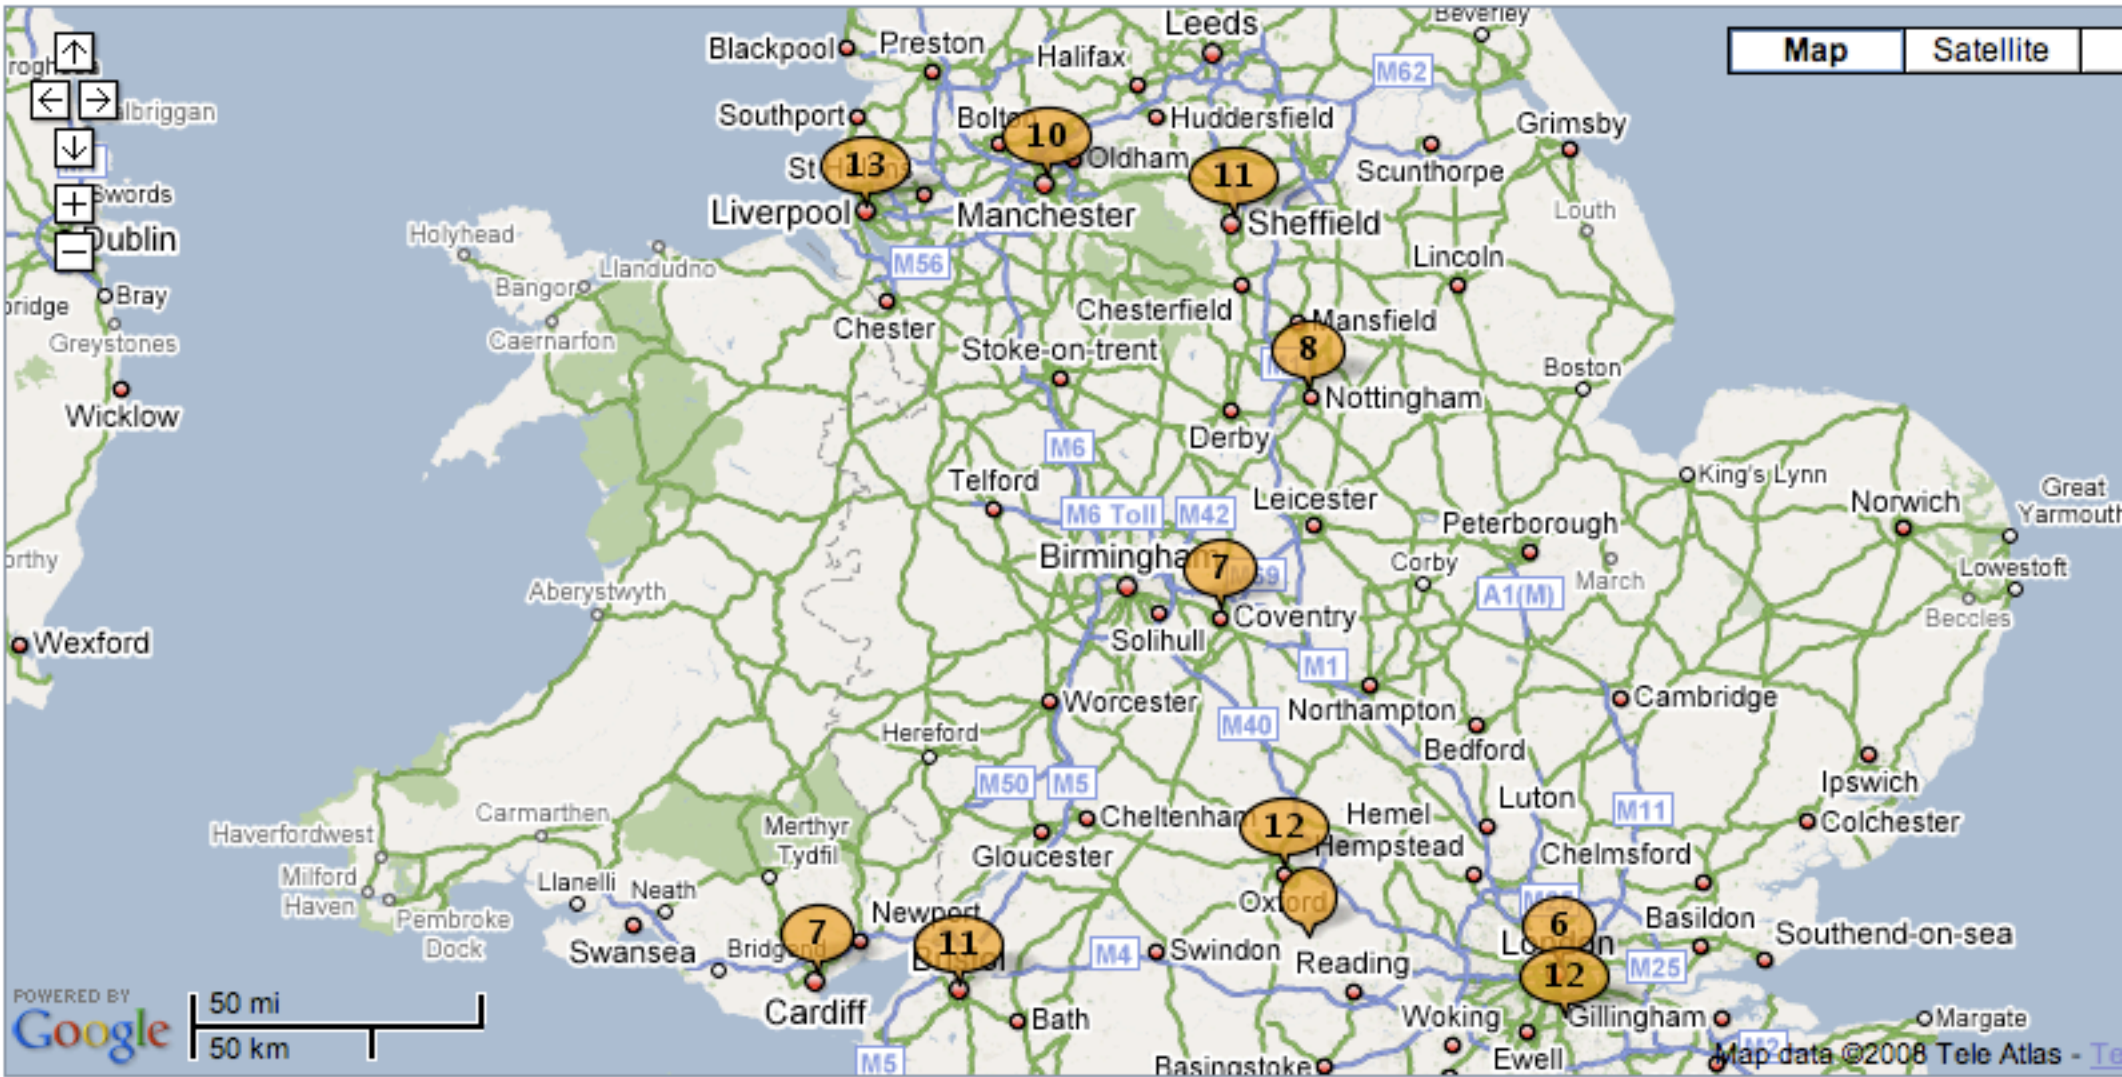 Leeds
Beverley
Blackpool
Preston
Halifax
Map
Satellite
M62
albriggan
Southport
Huddersfield
Grimsby
10
13
Oldham
11
Scunthorpe
Swords
Liverpool
Manchester
Sheffield
Louth
Dublin
Holyhead
Llandudno
M56
Lincoln
Bangor
Bray
Chesterfield
Mansfield
Greystones
Caernarfon
Chester
Stoke-on-trent
8
Boston
Wicklow
Nottingham
Derby
M6
Telford
King's Lynn
Leicester
Norwich
Great
Yarmouth
M6 Toll
M42
Peterborough
Birmingham
7
Corby
March
Lowestoft
Aberystwyth
A1(M)
Beccles
Wexford
Solihull
Coventry
M1
Worcester
Northampton
Cambridge
Hereford
M40
Bedford
M50
M5
Ipswich
Carmarthen
Merthyr
Tydfil
Cheltenham
12
Hemel
Hempstead
Luton
M11
Colchester
Haverfordwest
Gloucester
Chelmsford
Milford
Haven
Llanelli
Neath
Oxford
Pembroke
Dock
Newport
7
11
6
Basildon
Southend-on-sea
Swansea
Bridgend
M4
Swindon
Reading
London
12
M25
POWERED BY
Google
50 mi
50 km
Cardiff
Bath
Woking
Gillingham
Margate
M5
Basingstoke
Ewell
M2
Map data ©2008 Tele Atlas -